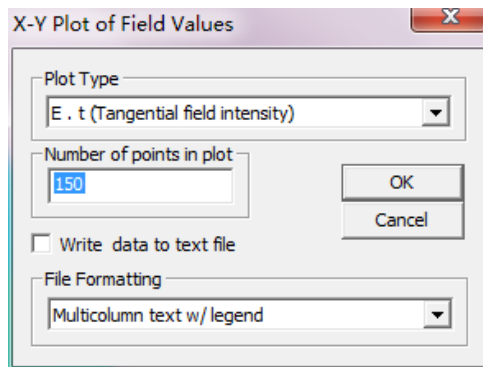 X-Y Plot of Field Values
Plot Type
E . t (Tangential field intensity)
Number of points in plot
150
OK
Cancel
Write data to text file
File Formatting
Multicolumn text w/ legend